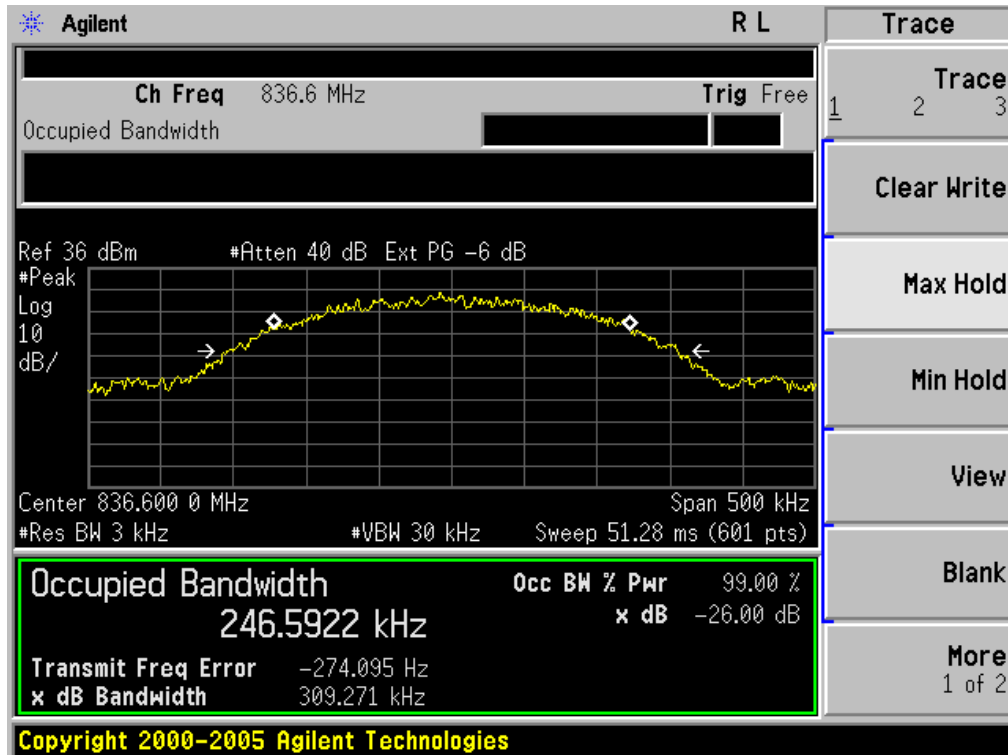 Agilent R L Trace
Ch Freq 836.6 MHz Trig Free
Occupied Bandwidth
Trace
1 2 3
Clear Write
Max Hold
Min Hold
View
Blank
More
1 of 2
Ref 36 dBm #Atten 40 dB Ext PG -6 dB
#Peak
Log
10
dB/
Center 836.600 0 MHz Span 500 kHz
#Res BW 3 kHz #VBW 30 kHz Sweep 51.28 ms (601 pts)
Occupied Bandwidth Occ BW % Pwr 99.00 %
246.5922 kHz x dB -26.00 dB
Transmit Freq Error -274.095 Hz
x dB Bandwidth 309.271 kHz
Copyright 2000-2005 Agilent Technologies